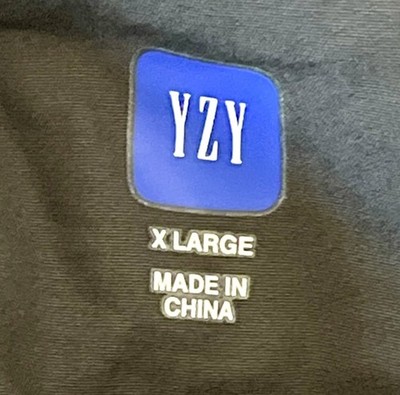 YZY
X LARGE
MADE IN
CHINA